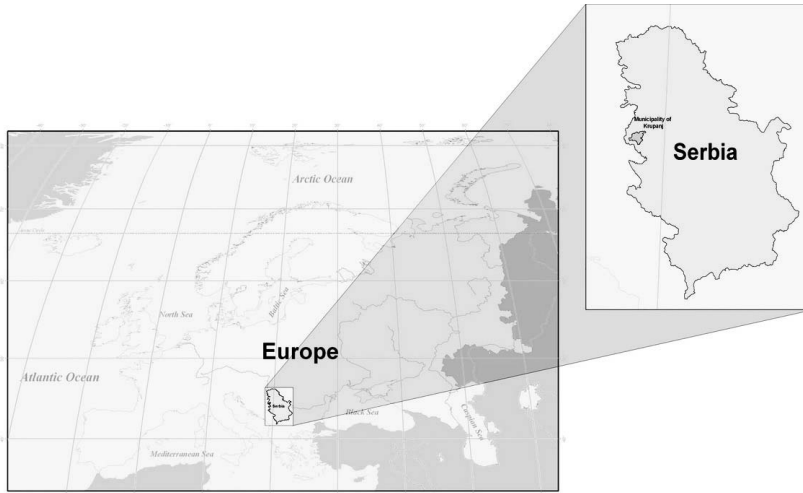 Municipality of
Krupanj
Serbia
Arctic Ocean
North Sea
Baltic Sea
Europe
Atlantic Ocean
Serbia
Black Sea
Caspian Sea
Mediterranean Sea